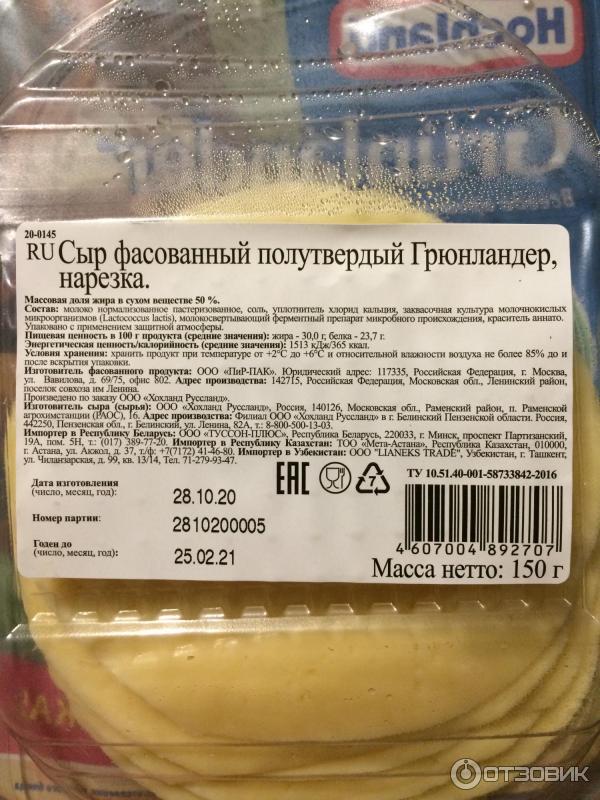 Hochland
Grünlander
20-0145
RU Сыр фасованный полутвердый Грюнландер,
нарезка.
Массовая доля жира в сухом веществе 50 %.
Состав: молоко нормализованное пастеризованное, соль, уплотнитель хлорид кальция, заквасочная культура молочнокислых
микроорганизмов (Lactococcus lactis), молокосвертывающий ферментный препарат микробного происхождения, краситель аннато.
Упаковано с применением защитной атмосферы.
Пищевая ценность в 100 г продукта (средние значения): жира - 30,0 г, белка - 23,7 г.
Энергетическая ценность/калорийность (средние значения): 1513 кДж/365 ккал.
Условия хранения: хранить продукт при температуре от +2°С до +6°С и относительной влажности воздуха не более 85% до и
после вскрытия упаковки.
Изготовитель фасованного продукта: ООО «ПиР-ПАК». Юридический адрес: 117335, Российская Федерация, г. Москва,
ул. Вавилова, д. 69/75, офис 802. Адрес производства: 142715, Российская Федерация, Московская обл., Ленинский район,
поселок совхоза им Ленина.
Произведено по заказу ООО «Хохланд Руссланд».
Изготовитель сыра (сырья): ООО «Хохланд Руссланд», Россия, 140126, Московская обл., Раменский район, п. Раменской
агрохимстанции (РАОС), 1. Адрес производства: Филиал ООО «Хохланд Руссланд» в г. Белинский Пензенской области. Россия,
442250, Пензенская обл., г. Белинский, ул. Ленина, 82А, т.: 8-800-500-13-03.
Импортер в Республику Беларусь: ООО «ТУССОН-ПЛЮС», Республика Беларусь, 220033, г. Минск, проспект Партизанский,
19А, пом. 5Н, т.: (017) 389-77-20. Импортер в Республику Казахстан: ТОО «Мета-Астана», Республика Казахстан, 010000,
г. Астана, ул. Акжол, д. 37, т/ф: +7(7172) 41-46-80. Импортер в Узбекистан: ООО "LIANEKS TRADE", Узбекистан, г. Ташкент,
ул. Чиланзарская, д. 99, кв. 13/14, Тел. 71-279-93-47.
Дата изготовления
(число, месяц, год): 28.10.20
EAC
7
ТУ 10.51.40-001-58733842-2016
Номер партии: 2810200005
Годен до
(число, месяц, год): 25.02.21
4 607004 892707
Масса нетто: 150 г
ОТЗОВИК